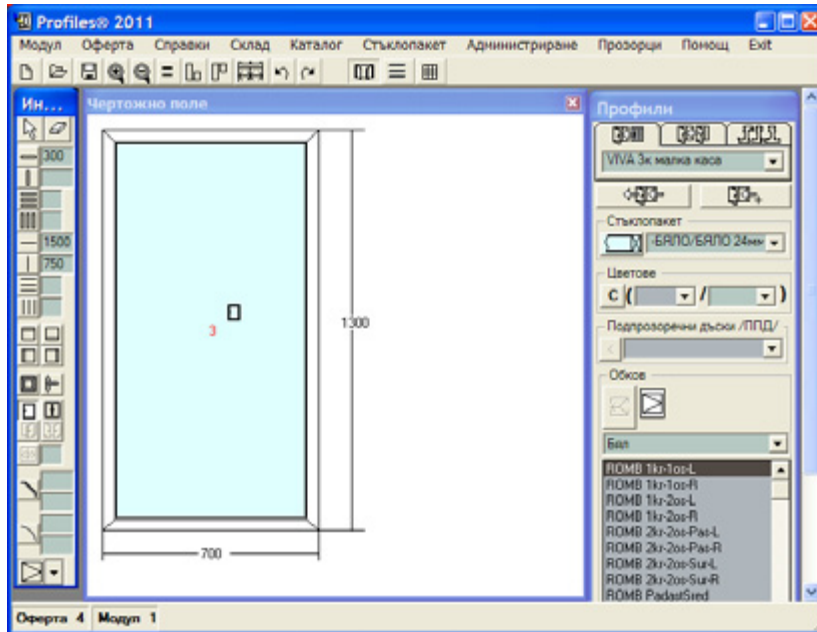 Profiles® 2011
Модул Оферта Справки Склад Каталог Стъклопакет Администриране Прозорци Помощ Exit
Ин...
Чертожно поле
Профили
300
VIVA 3к малка каса
Стъклопакет
1500
-БЯЛО/БЯЛО 24мм
750
Цветове
C ( / )
3
1300
Подпрозоречни дъски /ППД/
<
Обков
Бял
ROMB 1kr-1os-L
ROMB 1kr-1os-R
ROMB 1kr-2os-L
ROMB 1kr-2os-R
ROMB 2kr-2os-Pas-L
ROMB 2kr-2os-Pas-R
ROMB 2kr-2os-Sur-L
ROMB 2kr-2os-Sur-R
ROMB PadastSred
700
Оферта 4 Модул 1